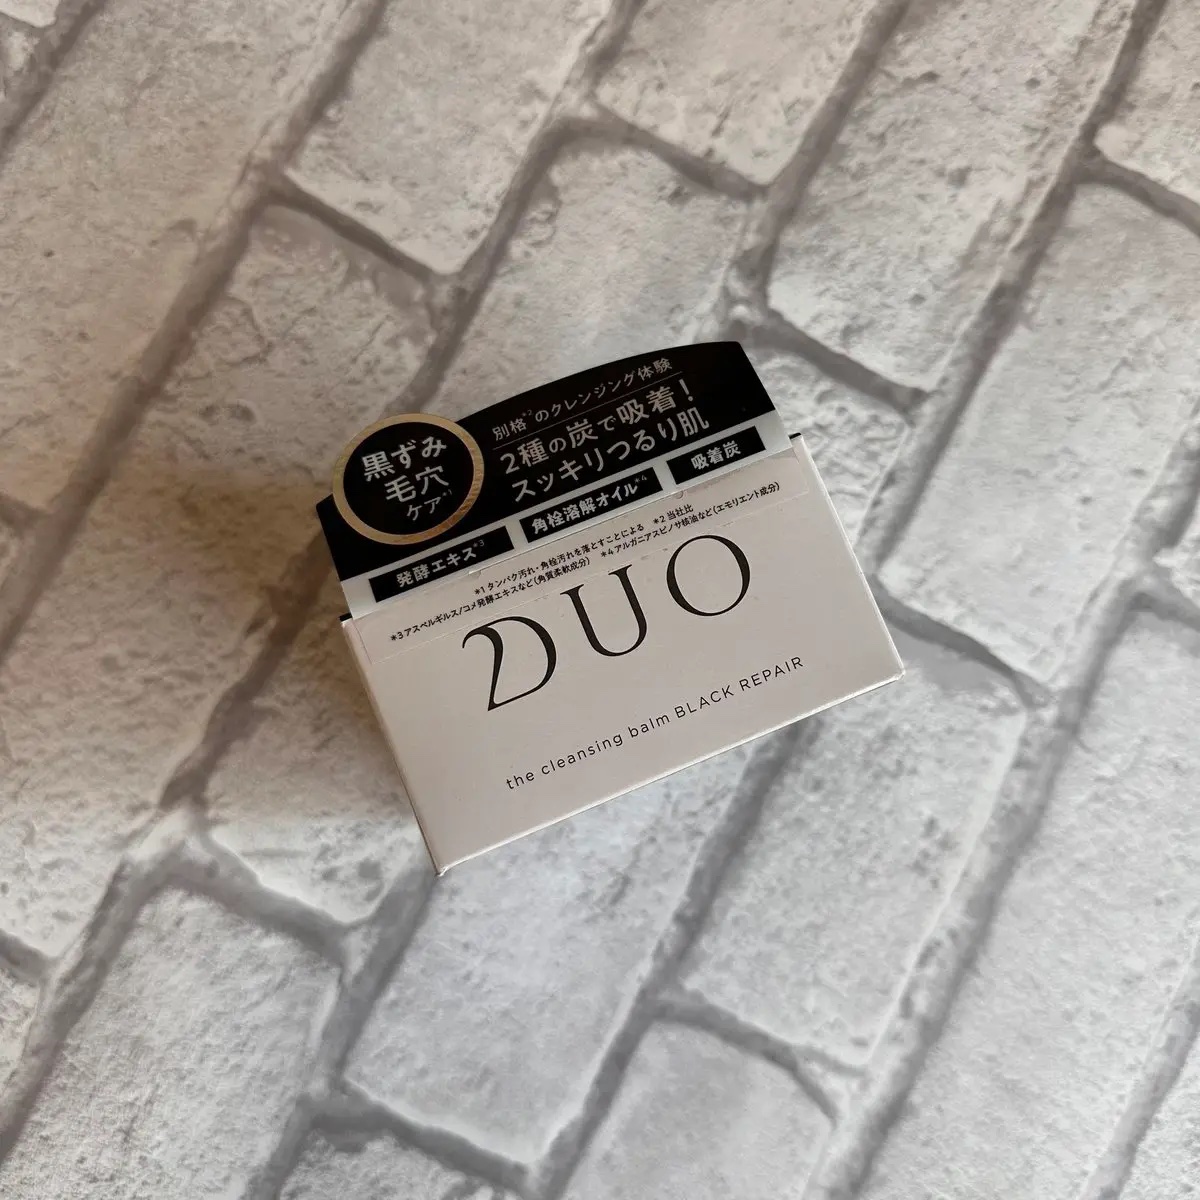 黒ずみ
毛穴
ケア*1
別格*2のクレンジング体験
2種の炭で吸着!
スッキリつるり肌
発酵エキス*3
角栓溶解オイル*4
吸着炭
*1 タンパク汚れ・角栓汚れを落とすことによる *2 当社比
*3 アスペルギルス/コメ発酵エキスなど(角質柔軟成分) *4 アルガニアスピノサ核油など(エモリエント成分)
DUO
the cleansing balm BLACK REPAIR